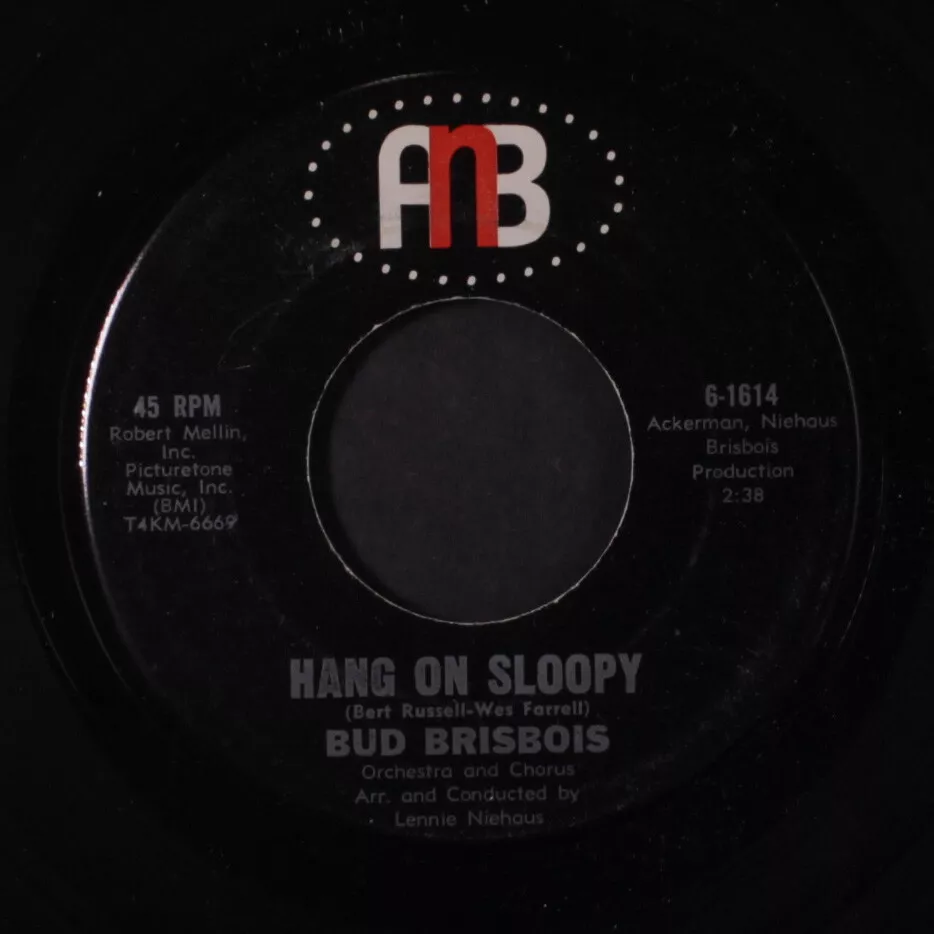 AnB
45 RPM
Robert Mellin,
Inc.
Picturetone
Music, Inc.
(BMI)
T4KM-6669
6-1614
Ackerman, Niehaus
Brisbois
Production
2:38
HANG ON SLOOPY
(Bert Russell-Wes Farrell)
BUD BRISBOIS
Orchestra and Chorus
Arr. and Conducted by
Lennie Niehaus